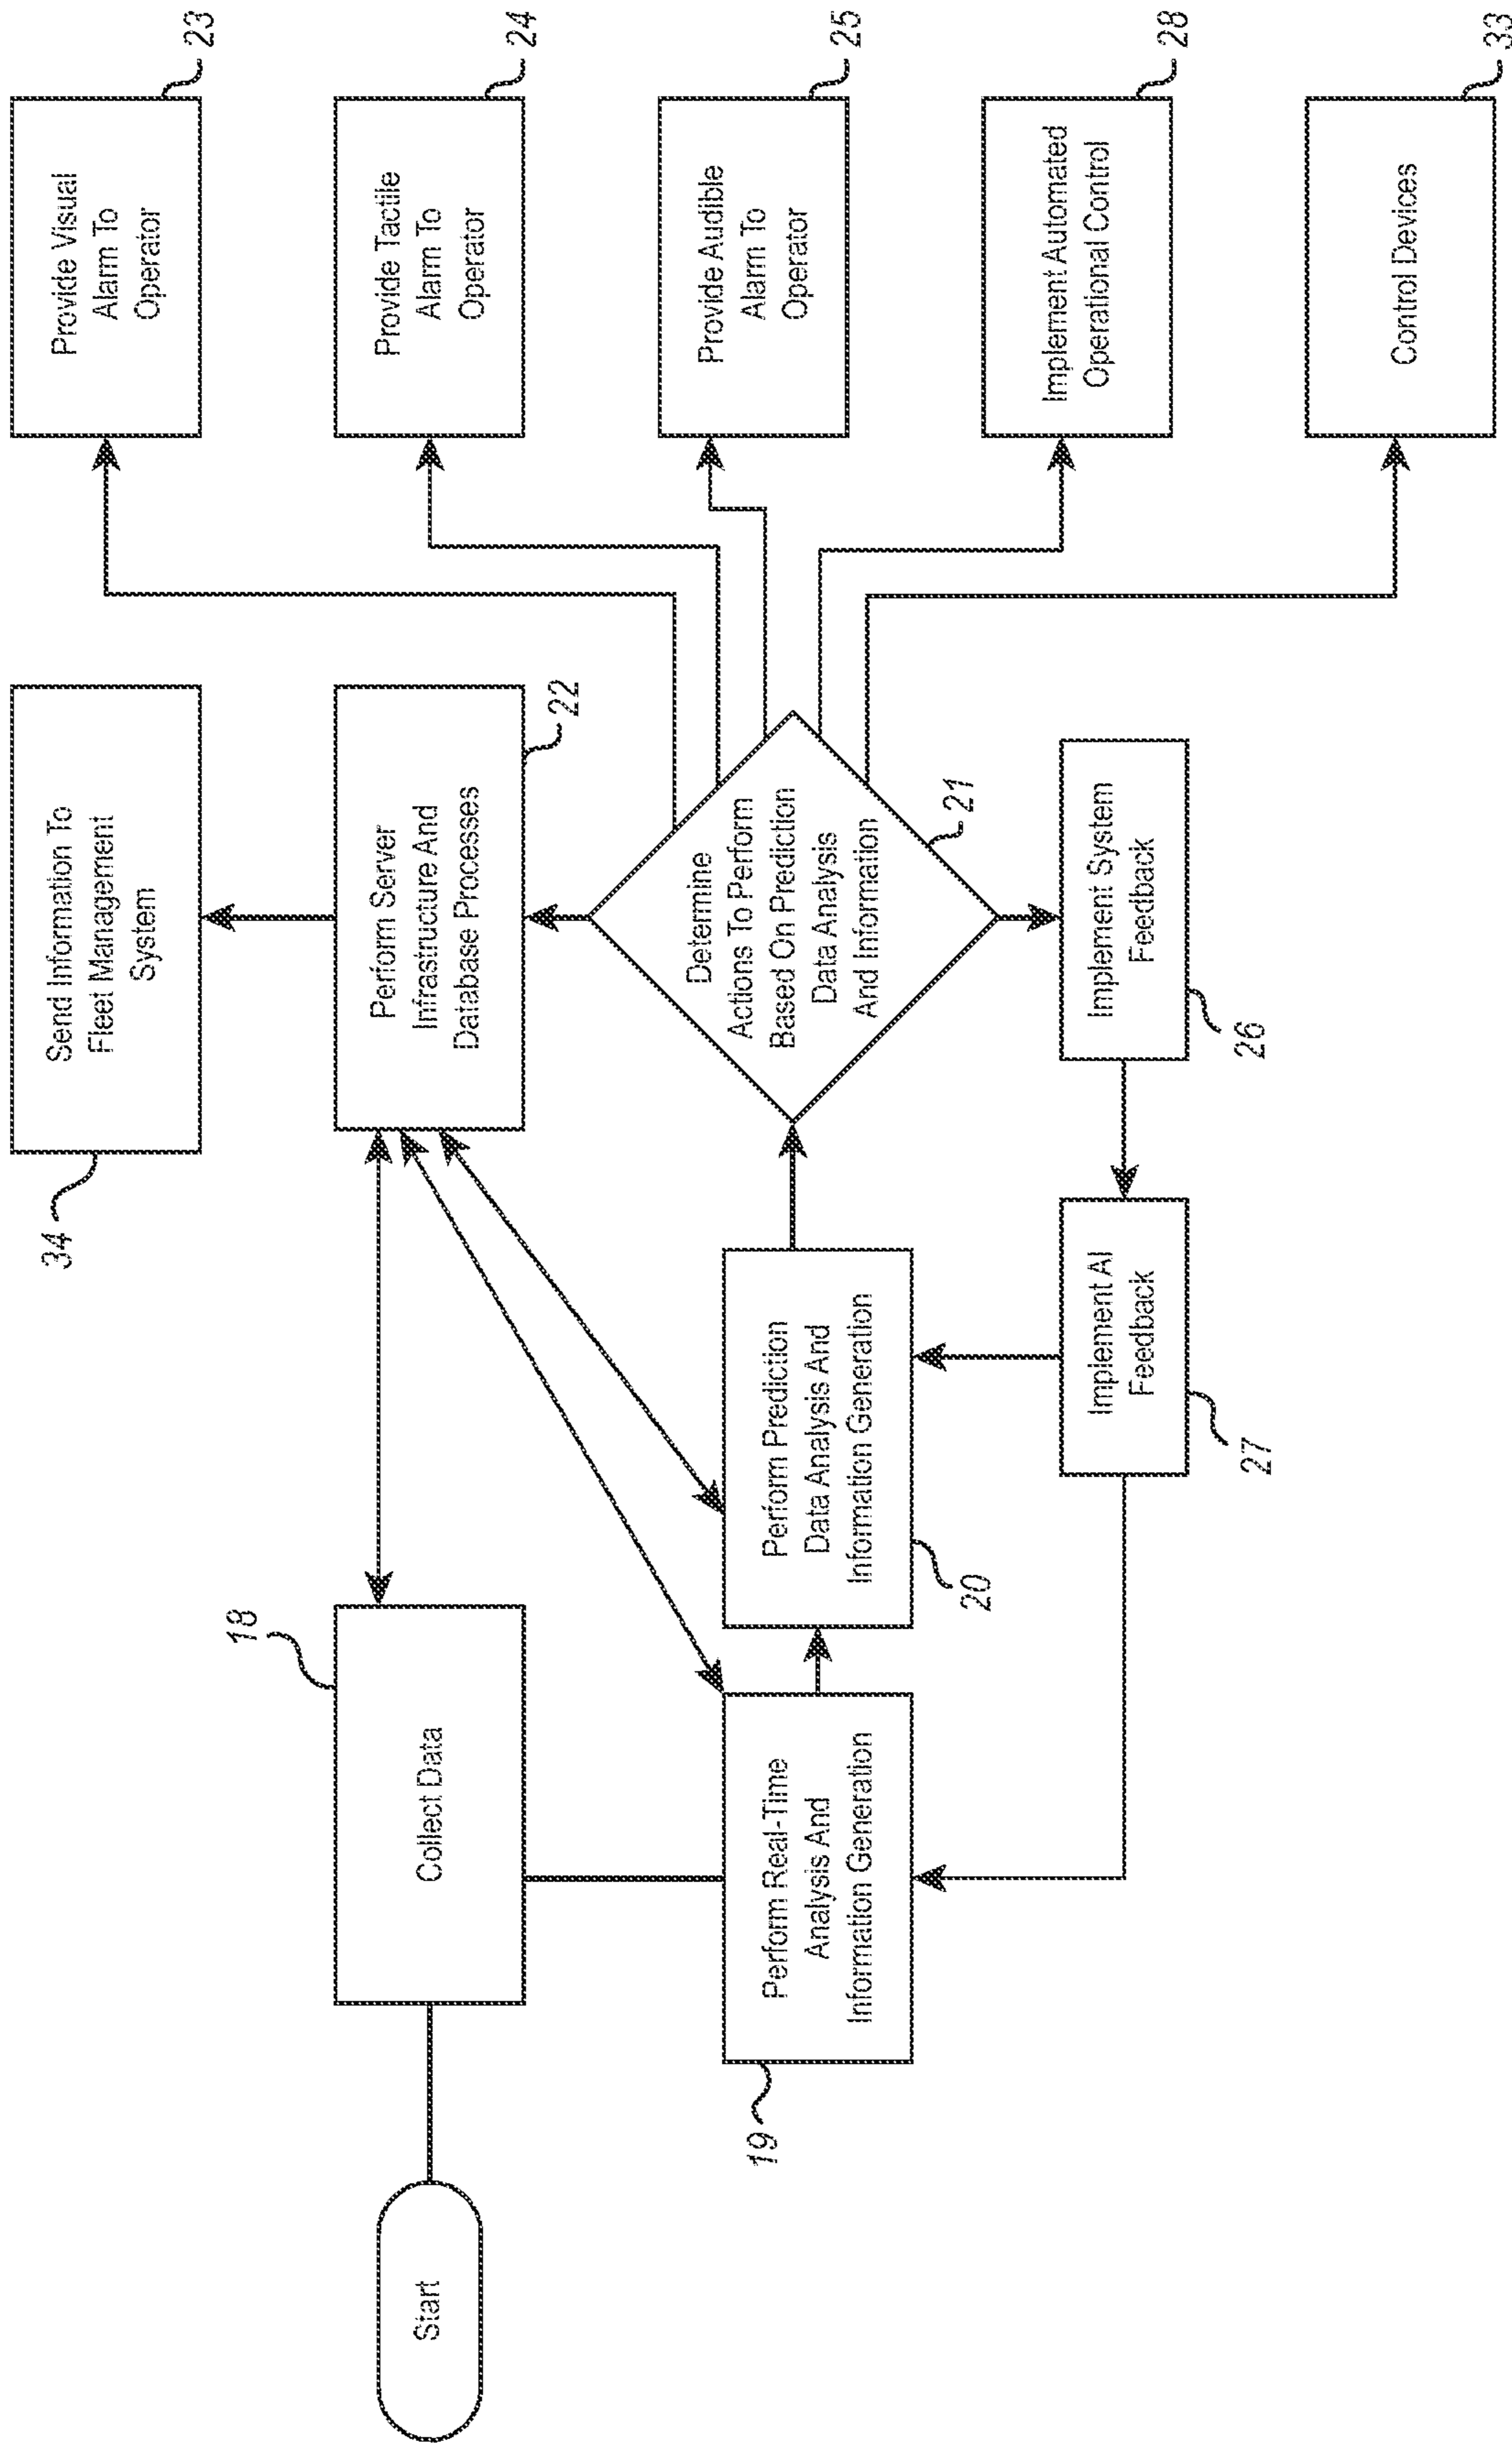 Start
18
Collect Data
19
Perform Real-Time
Analysis And
Information Generation
20
Perform Prediction
Data Analysis And
Information Generation
34
Send Information To
Fleet Management
System
22
Perform Server
Infrastructure And
Database Processes
21
Determine
Actions To Perform
Based On Prediction
Data Analysis
And Information
26
Implement System
Feedback
27
Implement AI
Feedback
23
Provide Visual
Alarm To
Operator
24
Provide Tactile
Alarm To
Operator
25
Provide Audible
Alarm To
Operator
28
Implement Automated
Operational Control
33
Control Devices